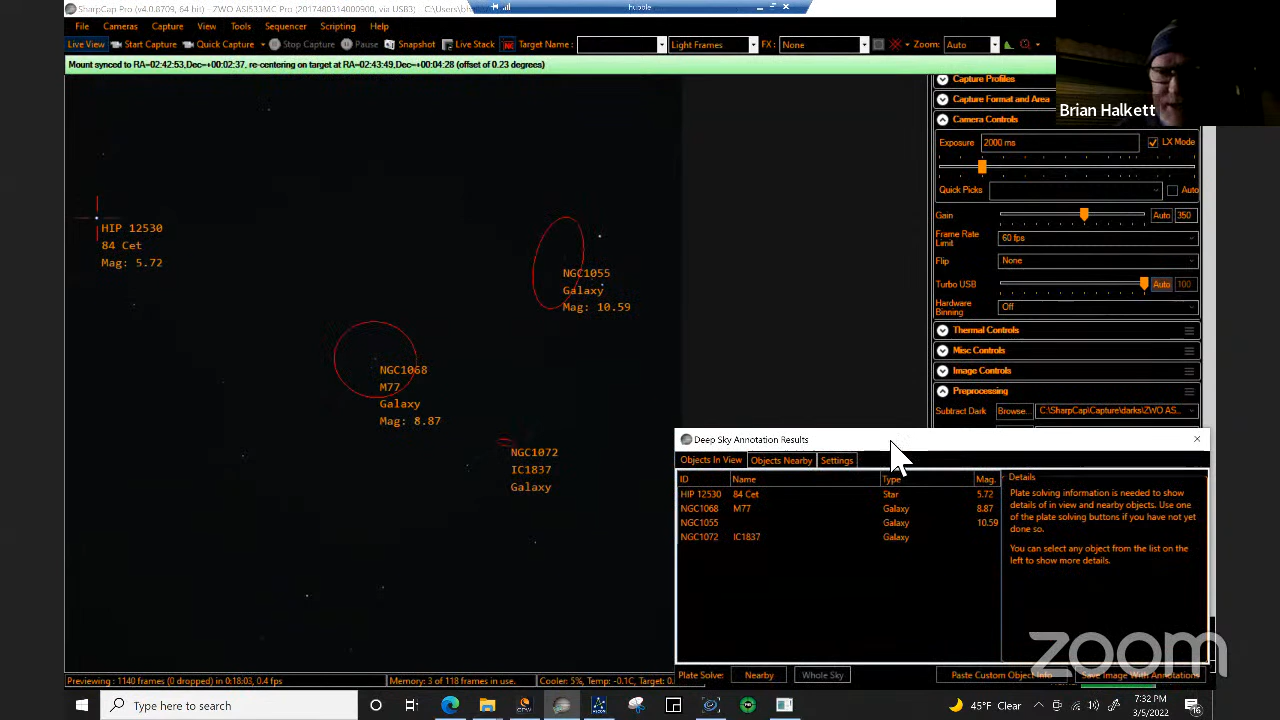 SharpCap Pro (v4.0.8709, 64 bit) - ZWO ASI533MC Pro (2017480314000900, via USB3)
hubble
File Cameras Capture View Tools Sequencer Scripting Help
Live View Start Capture Quick Capture Stop Capture Pause Snapshot Live Stack Target Name : Light Frames FX : None Zoom: Auto
Mount synced to RA=02:42:53,Dec=+00:02:37, re-centering on target at RA=02:43:49,Dec=+00:04:28 (offset of 0.23 degrees)
Brian Halkett
Capture Profiles
Capture Format and Area
Camera Controls
Exposure 2000 ms LX Mode
Quick Picks Auto
Gain Auto 350
Frame Rate Limit 60 fps
Flip None
Turbo USB Auto 100
Hardware Binning Off
Thermal Controls
Misc Controls
Image Controls
Preprocessing
Subtract Dark Browse... C:\SharpCap\Capture\darks\ZWO AS...
HIP 12530
84 Cet
Mag: 5.72
NGC1055
Galaxy
Mag: 10.59
NGC1068
M77
Galaxy
Mag: 8.87
NGC1072
IC1837
Galaxy
Deep Sky Annotation Results
Objects In View Objects Nearby Settings
ID Name Type Mag.
HIP 12530 84 Cet Star 5.72
NGC1068 M77 Galaxy 8.87
NGC1055 Galaxy 10.59
NGC1072 IC1837 Galaxy
Details
Plate solving information is needed to show
details of in view and nearby objects. Use one
of the plate solving buttons if you have not yet
done so.
You can select any object from the list on the
left to show more details.
Plate Solve: Nearby Whole Sky Paste Custom Object Info Save Image With Annotations
zoom
Previewing : 1140 frames (0 dropped) in 0:18:03, 0.4 fps Memory: 3 of 118 frames in use. Cooler: 5%, Temp: -0.1C, Target: 0.
Type here to search
45°F Clear
7:32 PM
3/5/2022
16